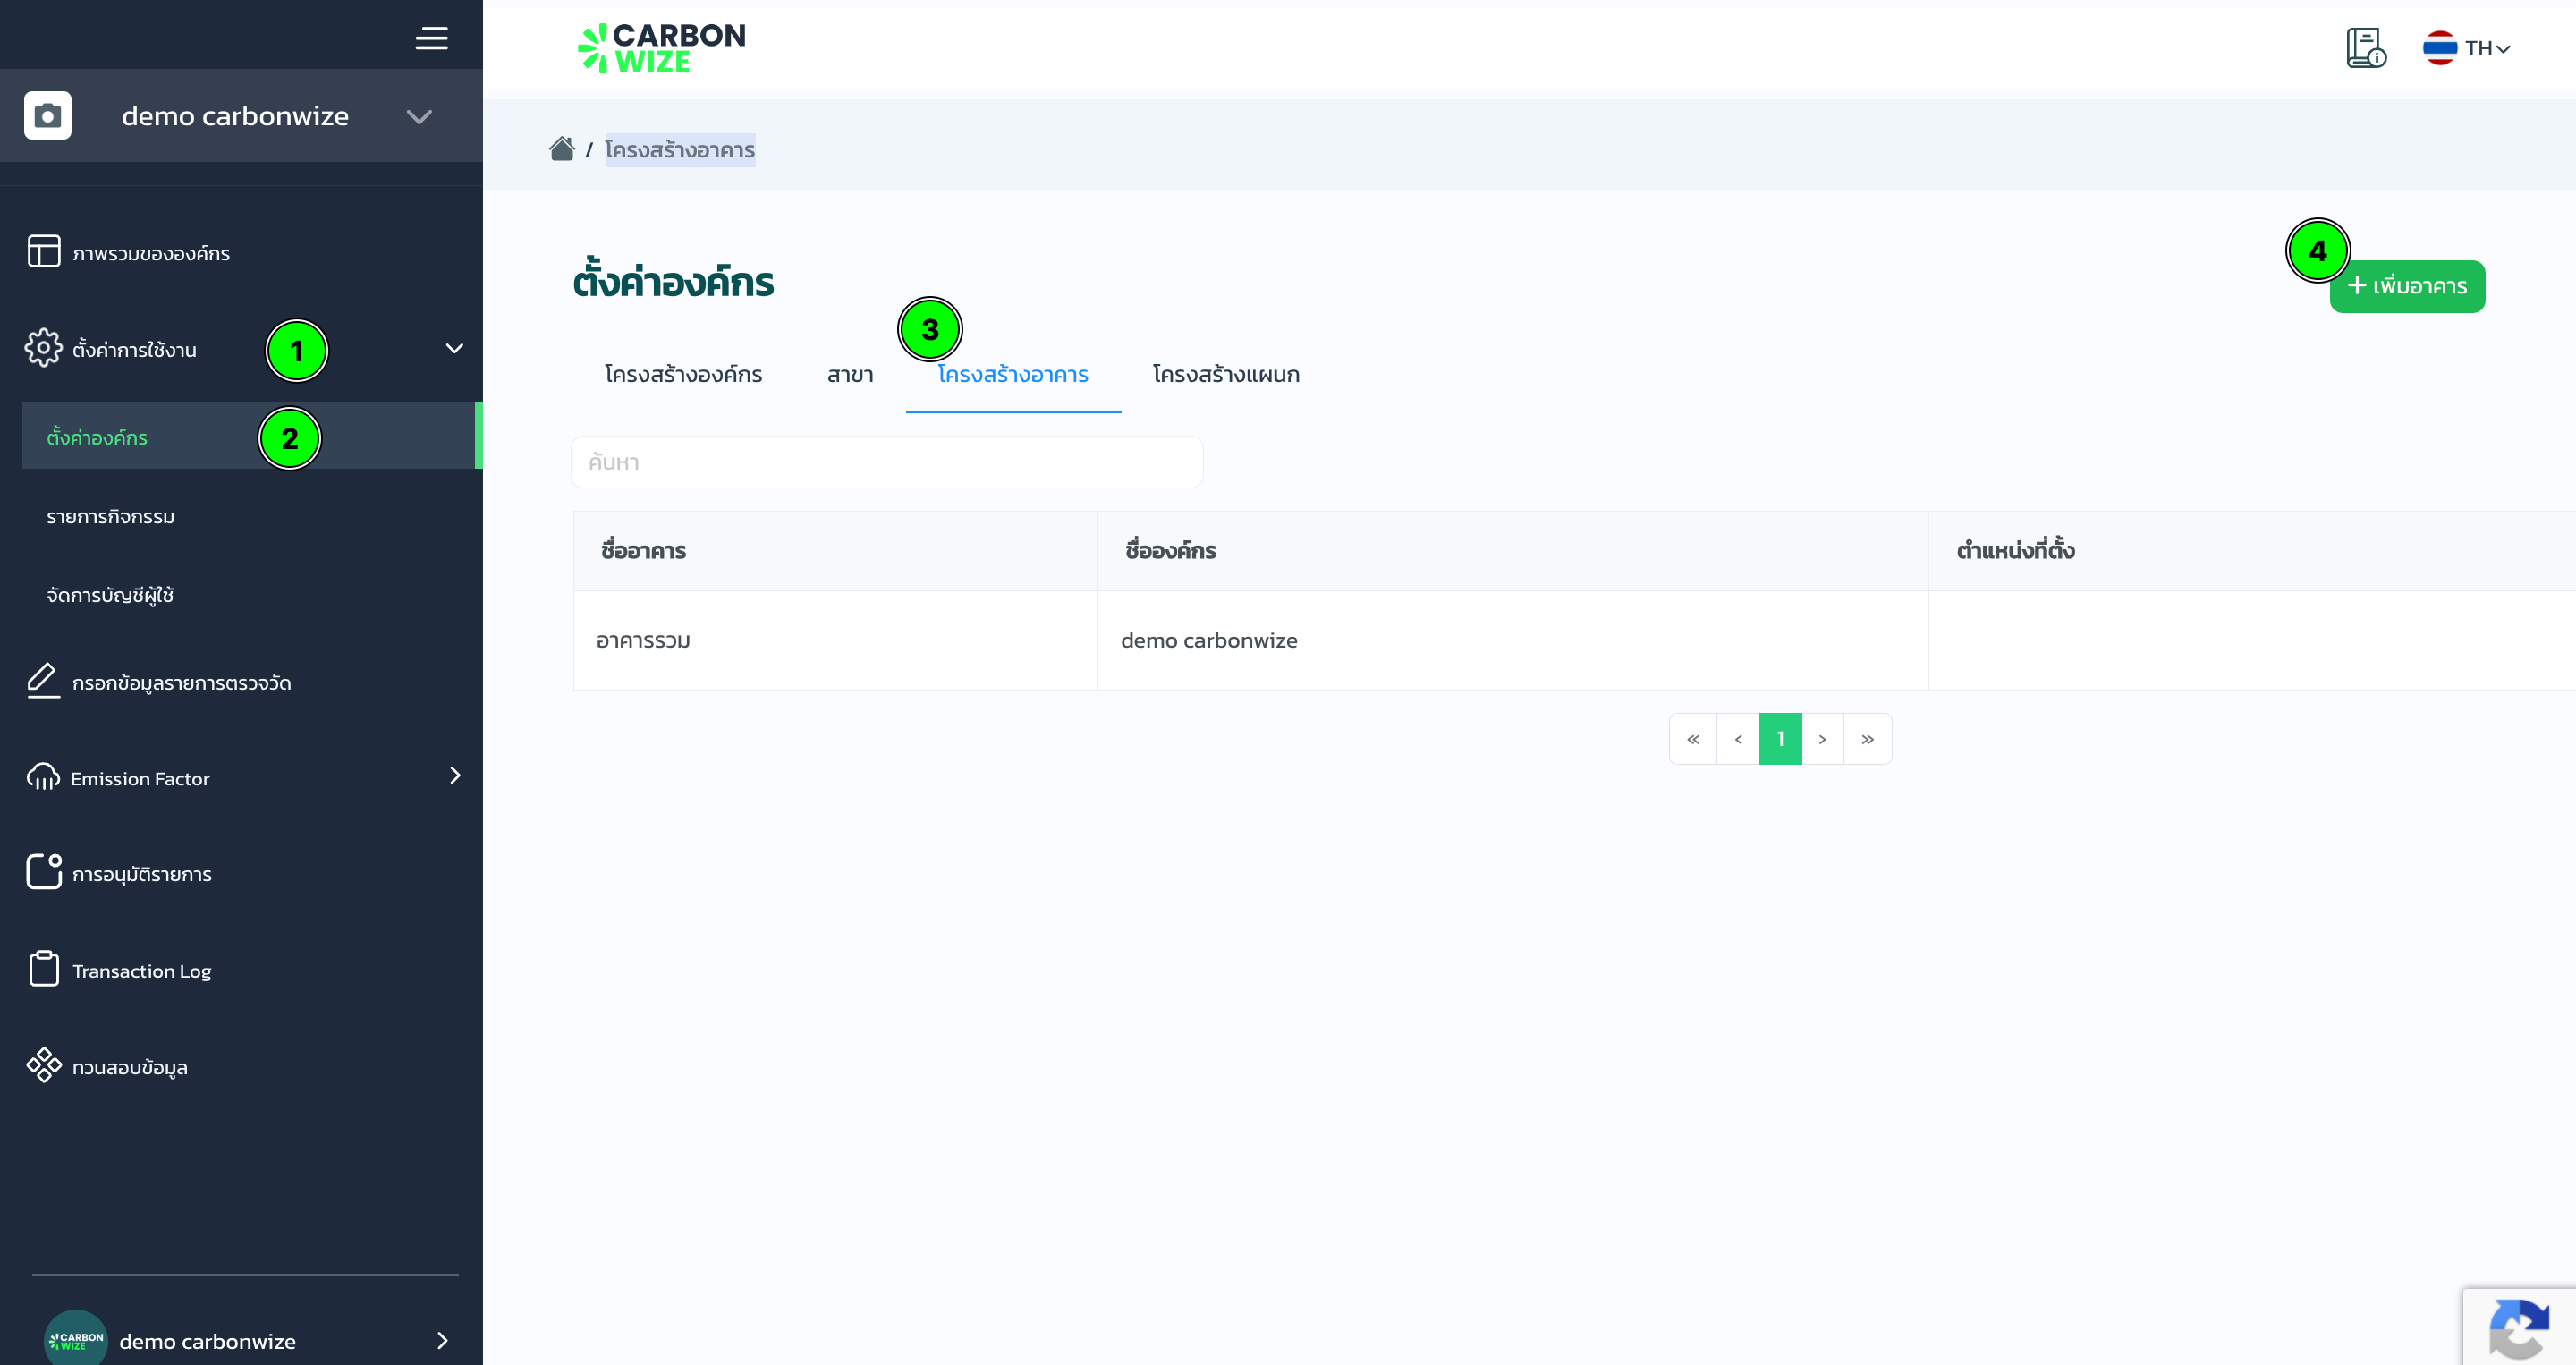 demo carbonwize
ภาพรวมขององค์กร
ตั้งค่าการใช้งาน
1
ตั้งค่าองค์กร
2
รายการกิจกรรม
จัดการบัญชีผู้ใช้
กรอกข้อมูลรายการตรวจวัด
Emission Factor
การอนุมัติรายการ
Transaction Log
ทวนสอบข้อมูล
CARBON
WIZE
demo carbonwize
CARBON
WIZE
TH
/ โครงสร้างอาคาร
ตั้งค่าองค์กร
4
+ เพิ่มอาคาร
3
โครงสร้างองค์กร สาขา โครงสร้างอาคาร โครงสร้างแผนก
ค้นหา
ชื่ออาคาร ชื่อองค์กร ตำแหน่งที่ตั้ง
อาคารรวม demo carbonwize
« ‹ 1 › »